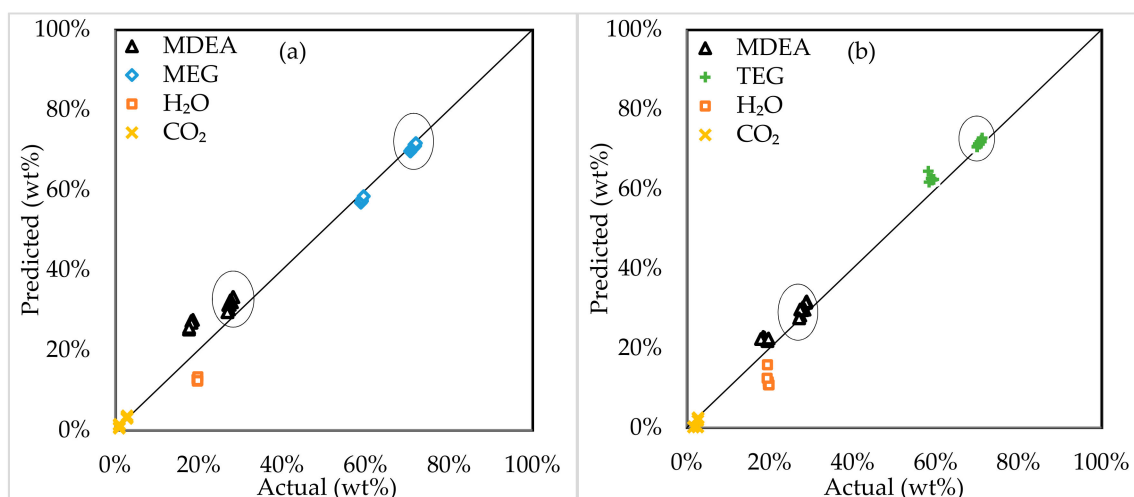 100%
80%
60%
40%
20%
0%
Predicted (wt%)
MDEA
MEG
H₂O
CO₂
(a)
0% 20% 40% 60% 80% 100%
Actual (wt%)
100%
80%
60%
40%
20%
0%
Predicted (wt%)
MDEA
TEG
H₂O
CO₂
(b)
0% 20% 40% 60% 80% 100%
Actual (wt%)